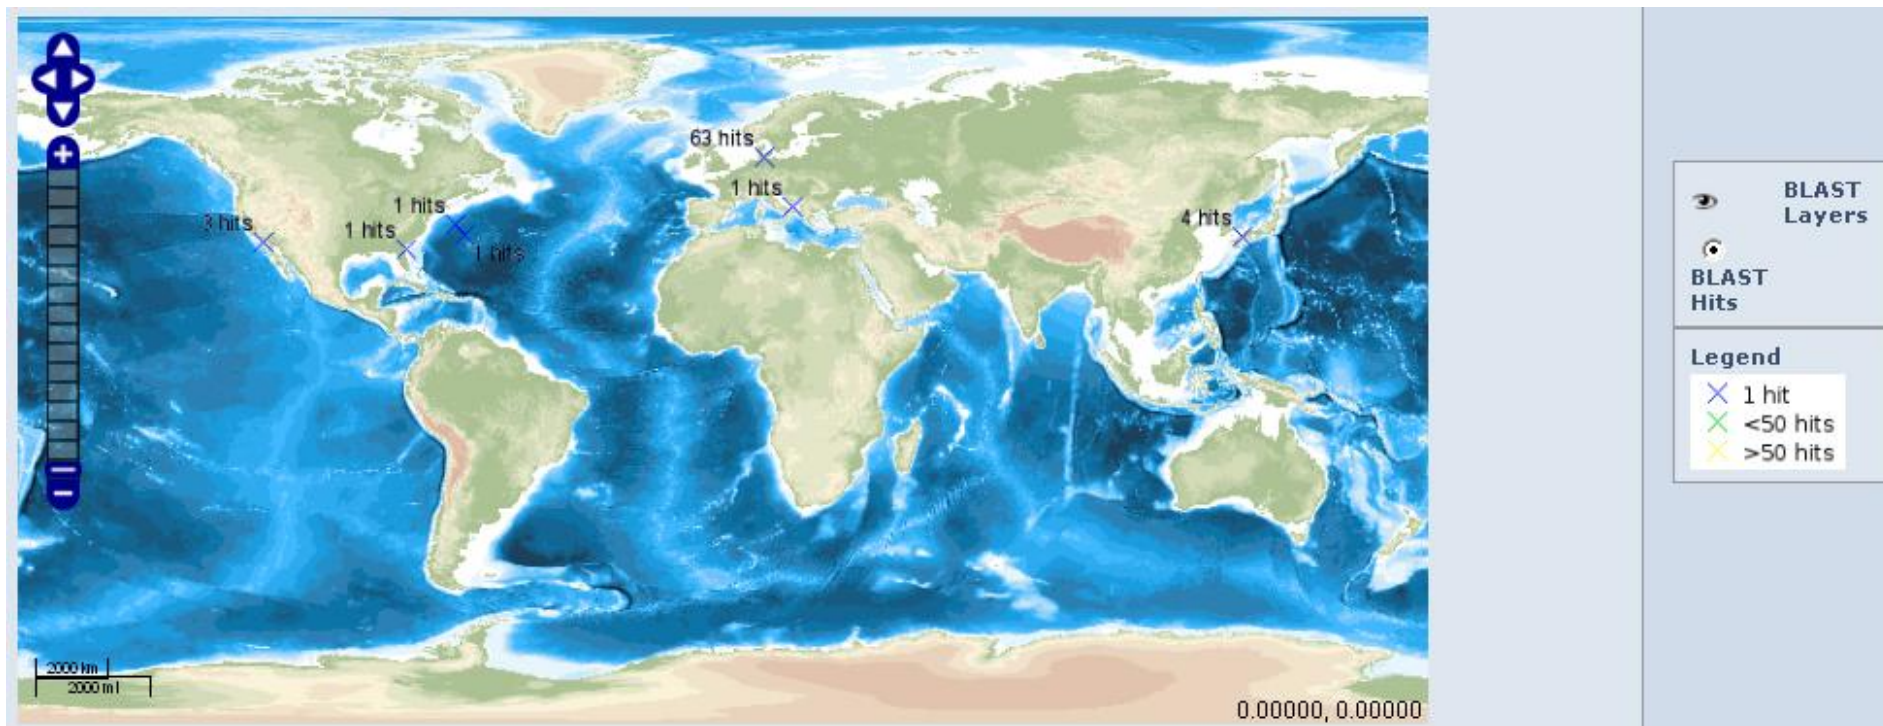 63 hits
1 hits
1 hits
3 hits
1 hits
1 hits
4 hits
2000 km
2000 mi
0.00000, 0.00000
BLAST
Layers
BLAST
Hits
Legend
1 hit
<50 hits
>50 hits